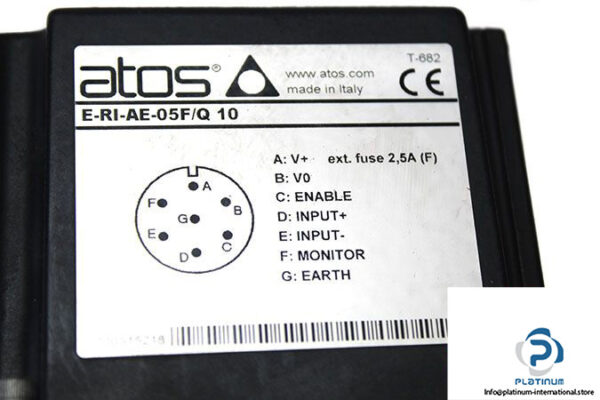 T-682
atos®
www.atos.com
made in Italy
CE
E-RI-AE-05F/Q 10
A: V+ ext. fuse 2,5A (F)
B: V0
C: ENABLE
D: INPUT+
E: INPUT-
F: MONITOR
G: EARTH
A
F
B
G
E
C
D
PLATINUM
info@platinum-international.store